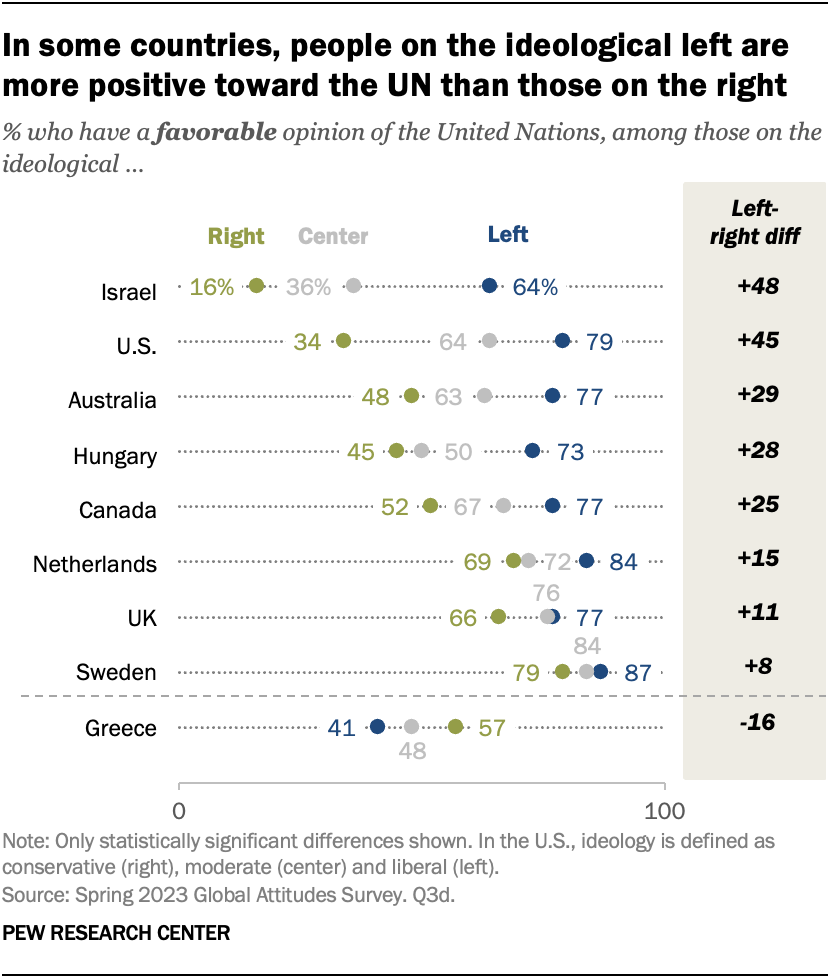 In some countries, people on the ideological left are
more positive toward the UN than those on the right
% who have a favorable opinion of the United Nations, among those on the
ideological ...
Left-
right diff
Right Center Left
Israel 16% 36% 64% +48
U.S. 34 64 79 +45
Australia 48 63 77 +29
Hungary 45 50 73 +28
Canada 52 67 77 +25
Netherlands 69 72 84 +15
76
UK 66 77 +11
84
Sweden 79 87 +8
Greece 41 57 -16
48
0 100
Note: Only statistically significant differences shown. In the U.S., ideology is defined as
conservative (right), moderate (center) and liberal (left).
Source: Spring 2023 Global Attitudes Survey. Q3d.
PEW RESEARCH CENTER